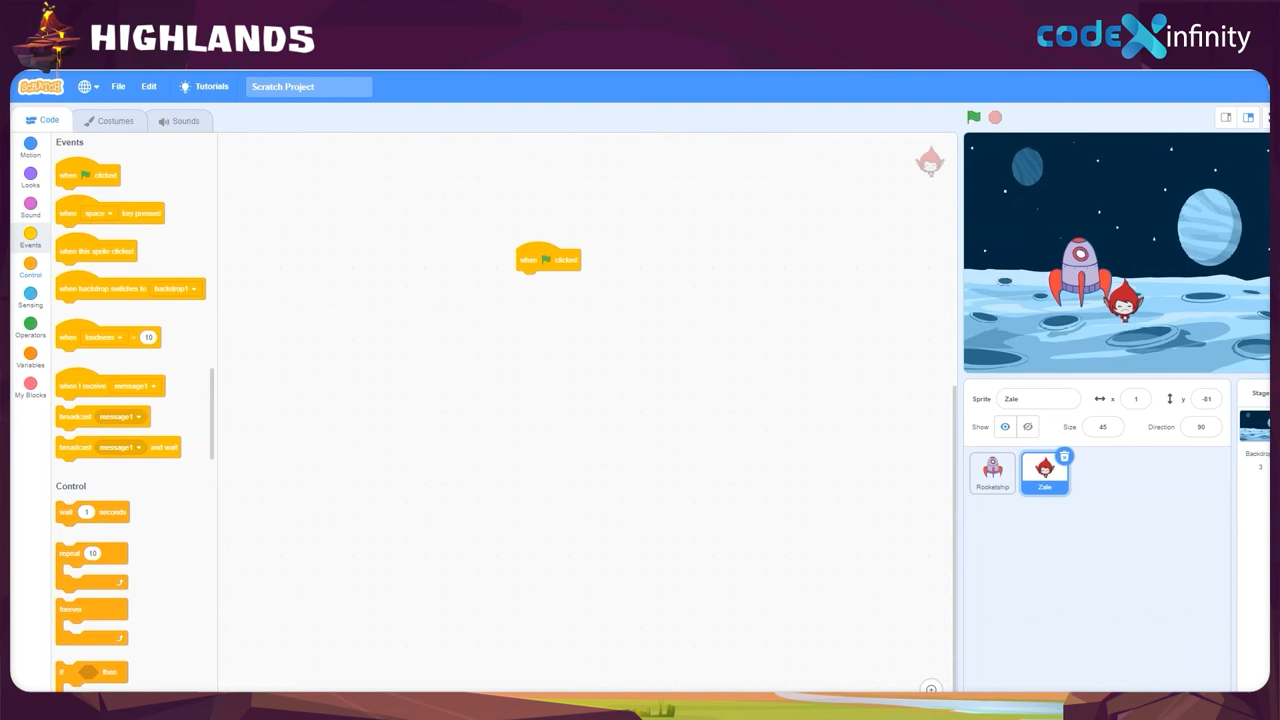 HIGHLANDS
codeXinfinity
SCRATCH
File
Edit
Tutorials
Scratch Project
Code
Costumes
Sounds
Motion
Looks
Sound
Events
Control
Sensing
Operators
Variables
My Blocks
Events
when clicked
when space key pressed
when this sprite clicked
when backdrop switches to backdrop1
when loudness > 10
when I receive message1
broadcast message1
broadcast message1 and wait
Control
wait 1 seconds
repeat 10
forever
if then
when clicked
Sprite
Zale
x
1
y
-81
Show
Size
45
Direction
90
Rocketship
Zale
Stage
Backdrop
3